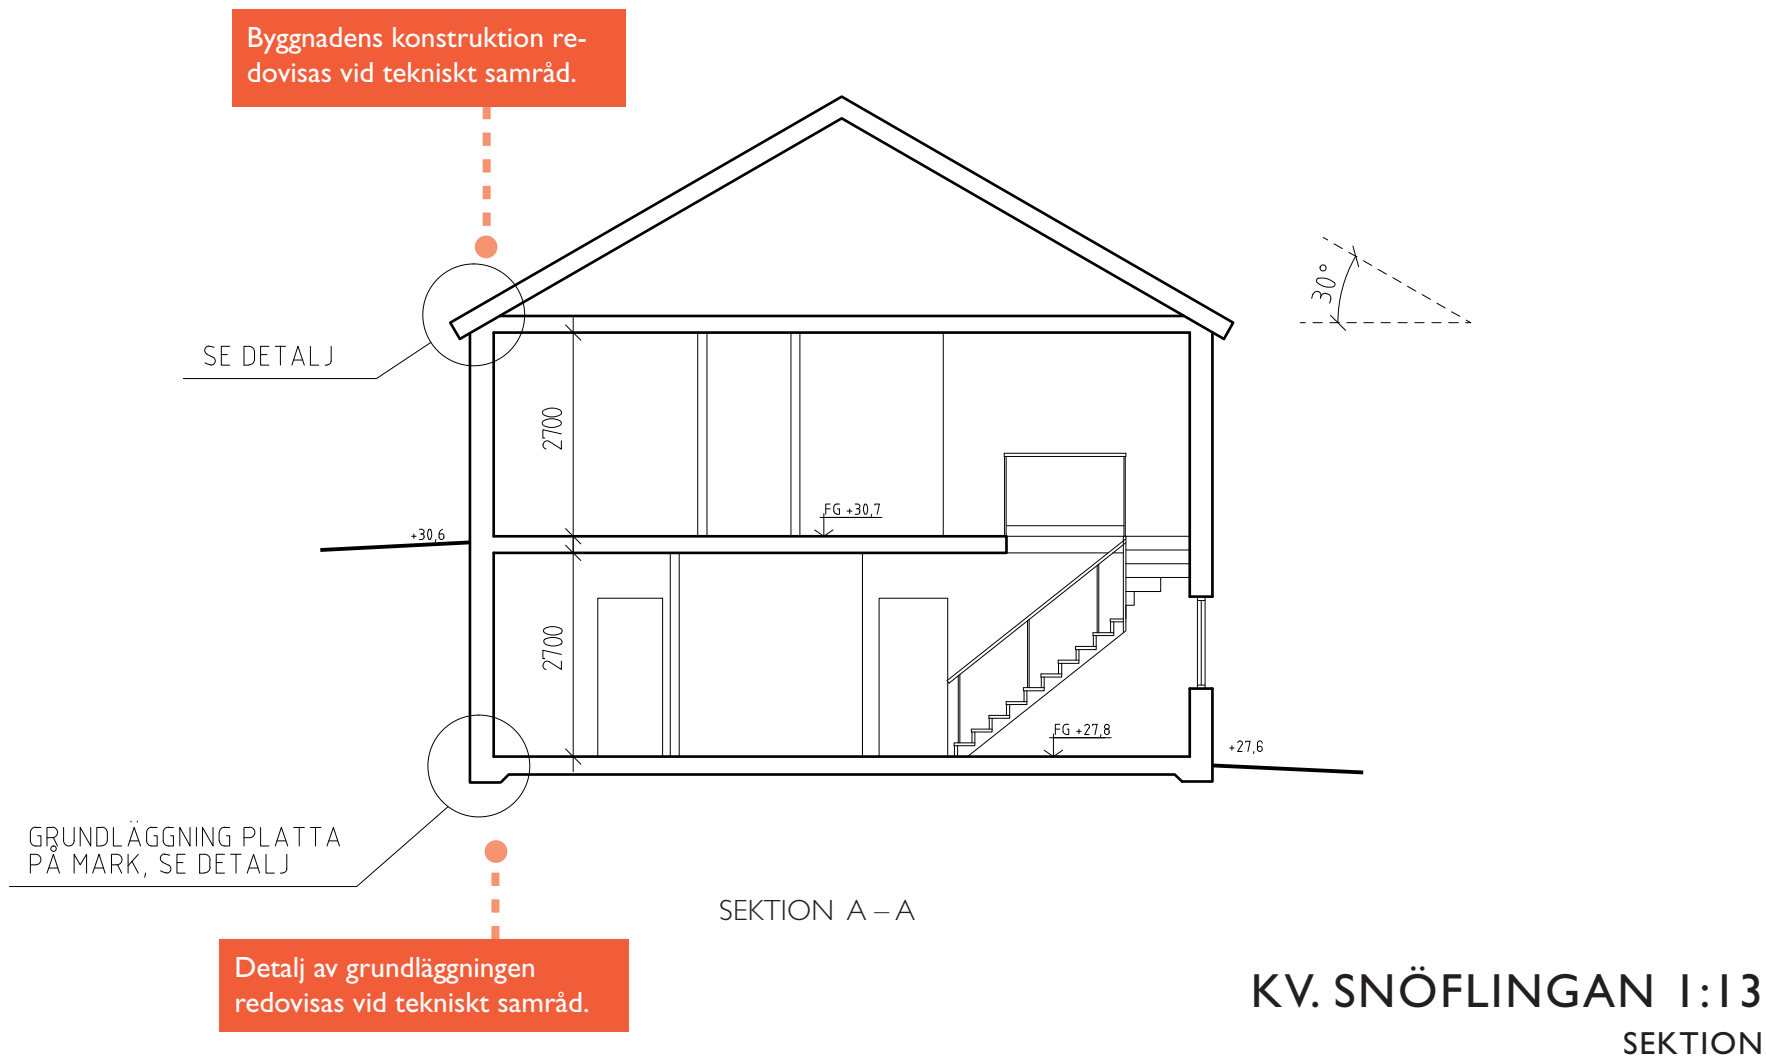 Byggnadens konstruktion re-
dovisas vid tekniskt samråd.
30°
SE DETALJ
2700
FG +30,7
+30,6
2700
FG +27,8
+27,6
GRUNDLÄGGNING PLATTA
PÅ MARK, SE DETALJ
SEKTION A – A
Detalj av grundläggningen
redovisas vid tekniskt samråd.
KV. SNÖFLINGAN 1:13
SEKTION